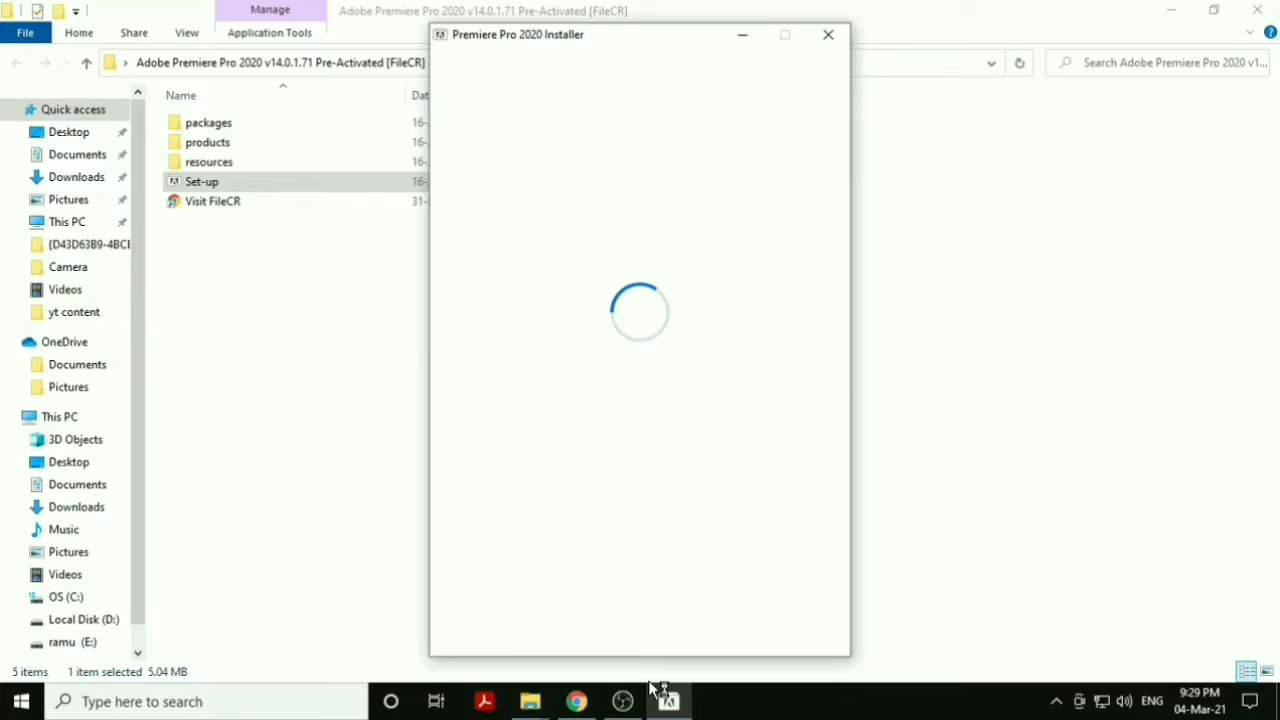 Manage
Adobe Premiere Pro 2020 v14.0.1.71 Pre-Activated [FileCR]
File
Home
Share
View
Application Tools
Premiere Pro 2020 Installer
Adobe Premiere Pro 2020 v14.0.1.71 Pre-Activated [FileCR]
Search Adobe Premiere Pro 2020 v1...
Name
Dat
packages
16-
products
16-
resources
16-
Set-up
16-
Visit FileCR
31-
Quick access
Desktop
Documents
Downloads
Pictures
This PC
{D43D63B9-4BCE
Camera
Videos
yt content
OneDrive
Documents
Pictures
This PC
3D Objects
Desktop
Documents
Downloads
Music
Pictures
Videos
OS (C:)
Local Disk (D:)
ramu (E:)
5 items
1 item selected 5.04 MB
Type here to search
ENG
9:29 PM
04-Mar-21